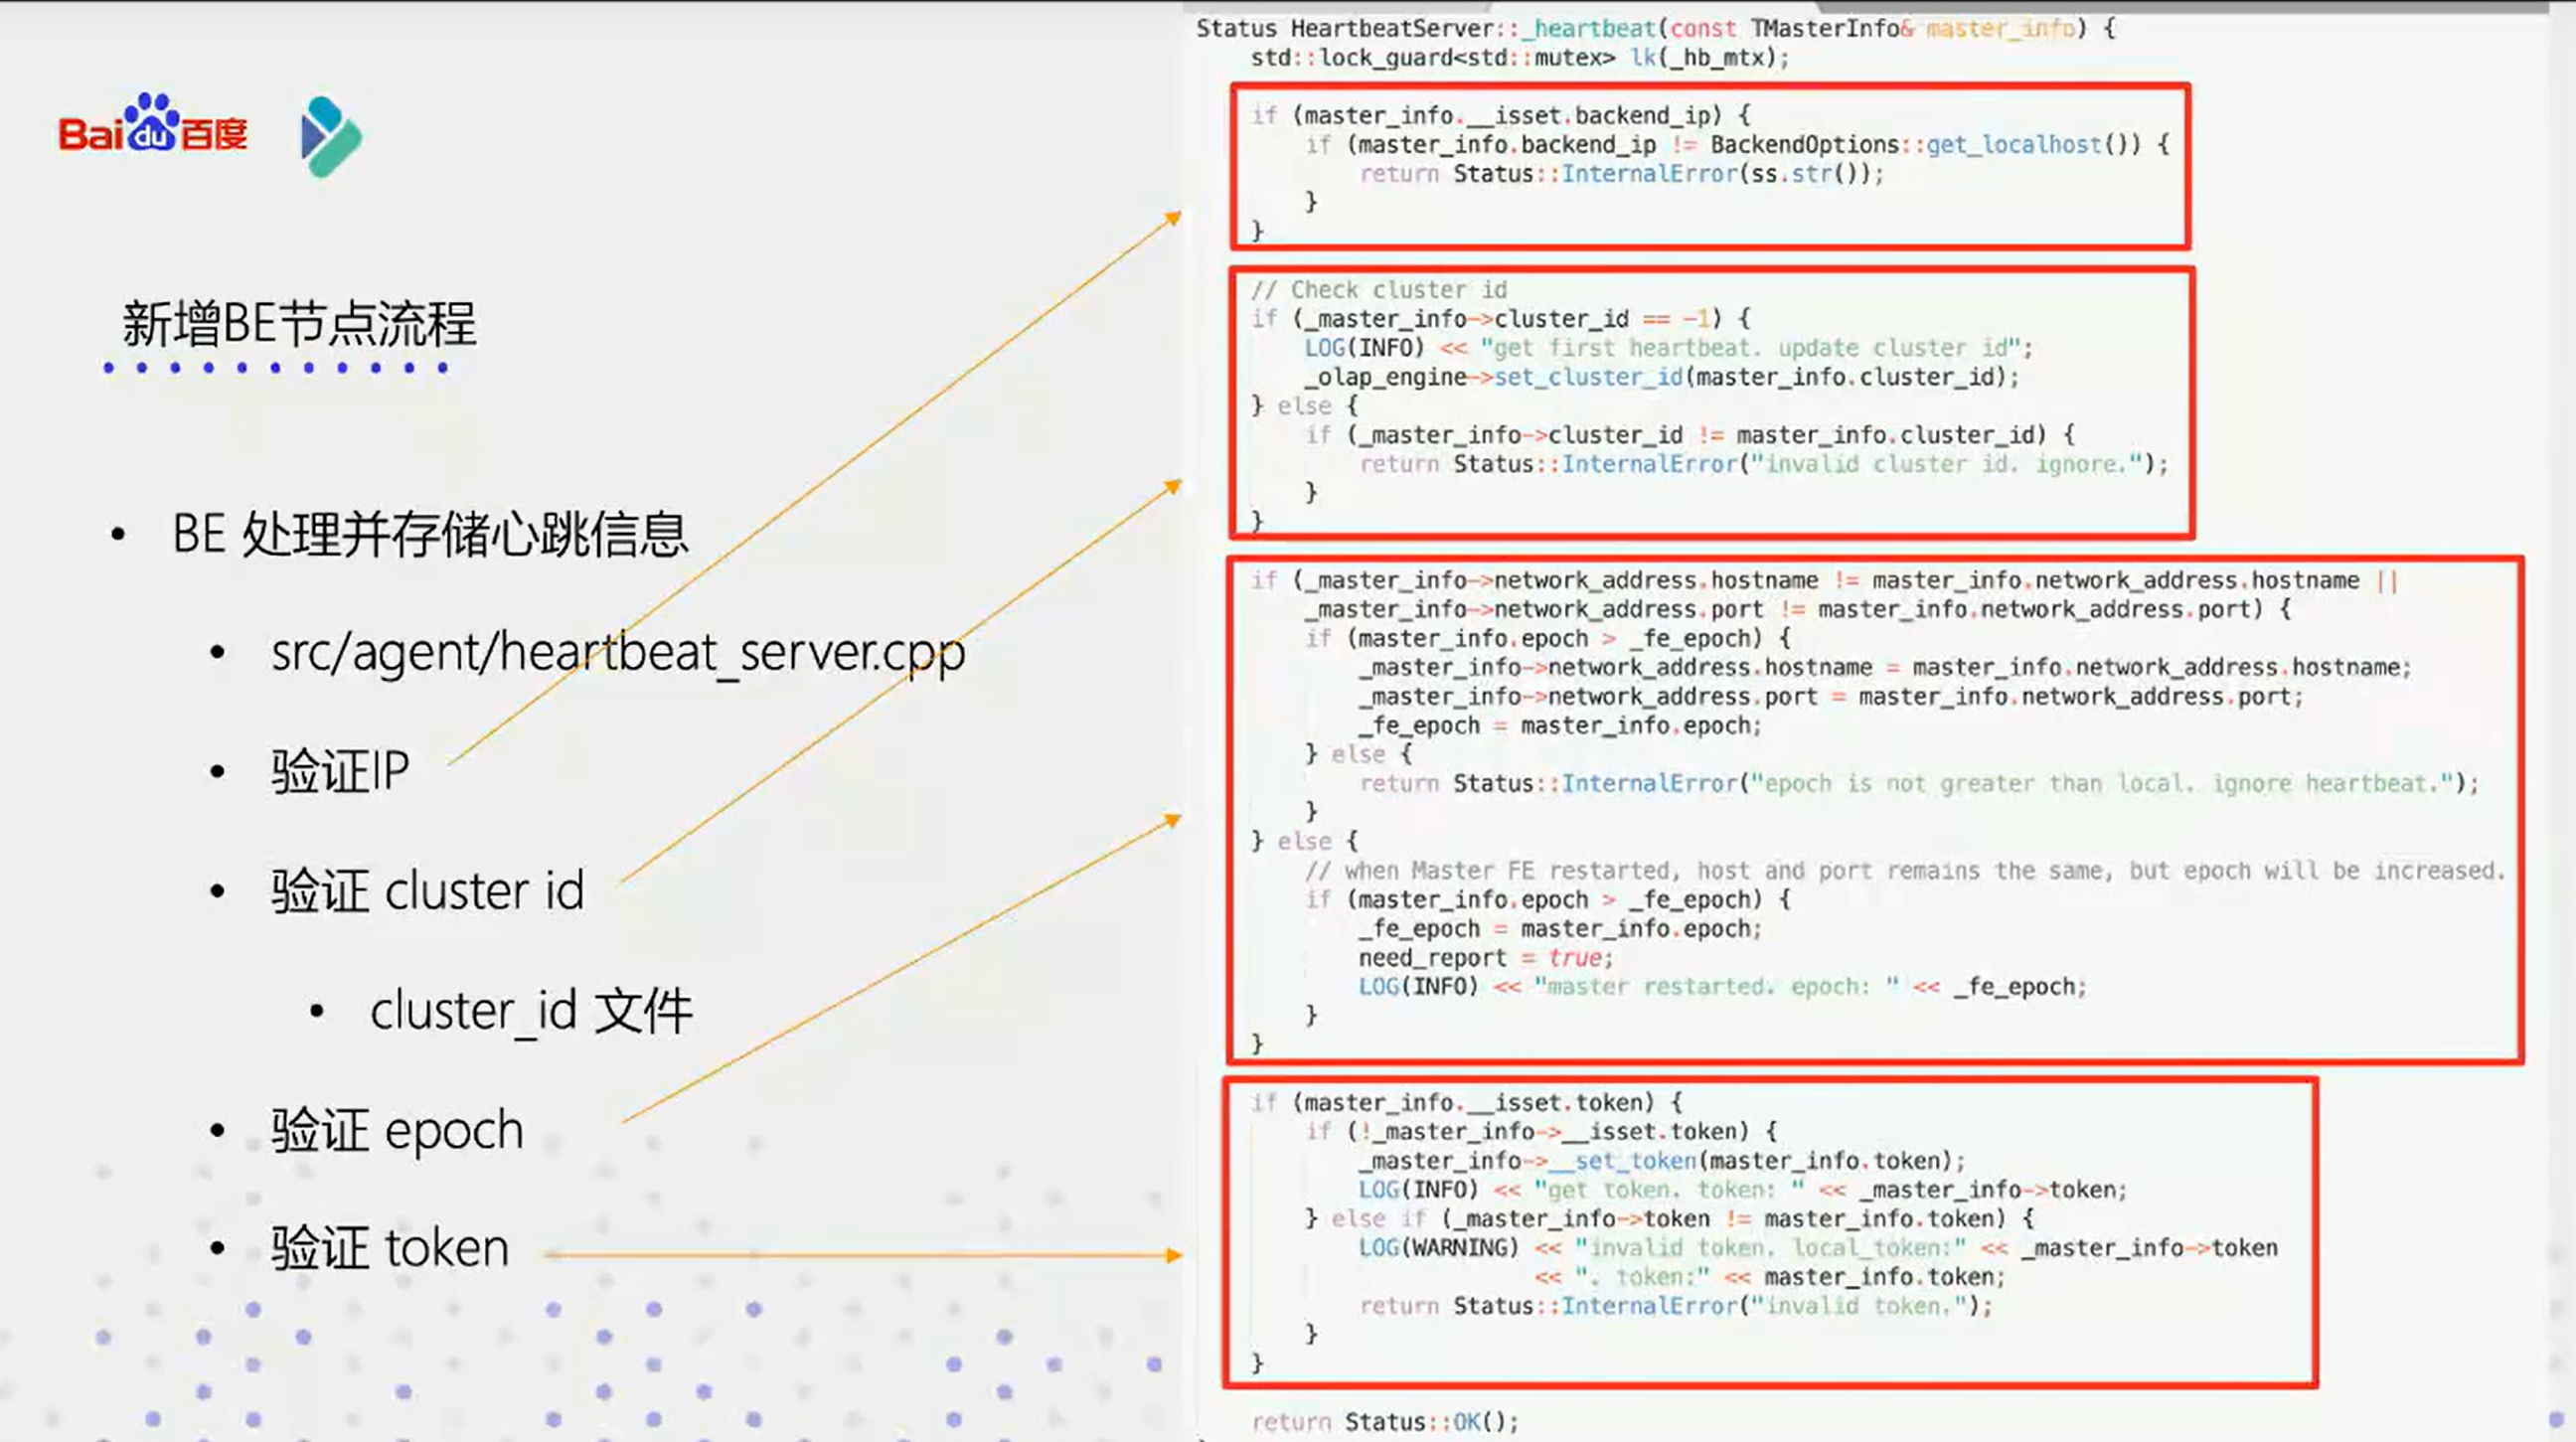 Baidu百度
新增BE节点流程
• BE 处理并存储心跳信息
• src/agent/heartbeat_server.cpp
• 验证IP
• 验证 cluster id
• cluster_id 文件
• 验证 epoch
• 验证 token
Status HeartbeatServer::_heartbeat(const TMasterInfo& master_info) {
    std::lock_guard<std::mutex> lk(_hb_mtx);
    if (master_info.__isset.backend_ip) {
        if (master_info.backend_ip != BackendOptions::get_localhost()) {
            return Status::InternalError(ss.str());
        }
    }
    // Check cluster id
    if (_master_info->cluster_id == -1) {
        LOG(INFO) << "get first heartbeat. update cluster id";
        _olap_engine->set_cluster_id(master_info.cluster_id);
    } else {
        if (_master_info->cluster_id != master_info.cluster_id) {
            return Status::InternalError("invalid cluster id. ignore.");
        }
    }
    if (_master_info->network_address.hostname != master_info.network_address.hostname ||
        _master_info->network_address.port != master_info.network_address.port) {
        if (master_info.epoch > _fe_epoch) {
            _master_info->network_address.hostname = master_info.network_address.hostname;
            _master_info->network_address.port = master_info.network_address.port;
            _fe_epoch = master_info.epoch;
        } else {
            return Status::InternalError("epoch is not greater than local. ignore heartbeat.");
        }
    } else {
        // when Master FE restarted, host and port remains the same, but epoch will be increased.
        if (master_info.epoch > _fe_epoch) {
            _fe_epoch = master_info.epoch;
            need_report = true;
            LOG(INFO) << "master restarted. epoch: " << _fe_epoch;
        }
    }
    if (master_info.__isset.token) {
        if (!_master_info->__isset.token) {
            _master_info->__set_token(master_info.token);
            LOG(INFO) << "get token. token: " << _master_info->token;
        } else if (_master_info->token != master_info.token) {
            LOG(WARNING) << "invalid token. local_token:" << _master_info->token
                         << ". token:" << master_info.token;
            return Status::InternalError("invalid token.");
        }
    }
    return Status::OK();